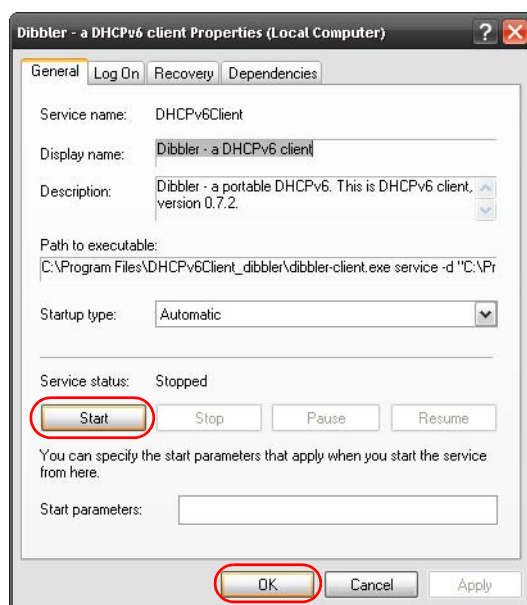 Dibbler - a DHCPv6 client Properties (Local Computer)
General Log On Recovery Dependencies
Service name: DHCPv6Client
Display name: Dibbler - a DHCPv6 client
Description: Dibbler - a portable DHCPv6. This is DHCPv6 client,
version 0.7.2.
Path to executable:
C:\Program Files\DHCPv6Client_dibbler\dibbler-client.exe service -d "C:\Pr
Startup type: Automatic
Service status: Stopped
Start Stop Pause Resume
You can specify the start parameters that apply when you start the service
from here.
Start parameters:
OK Cancel Apply